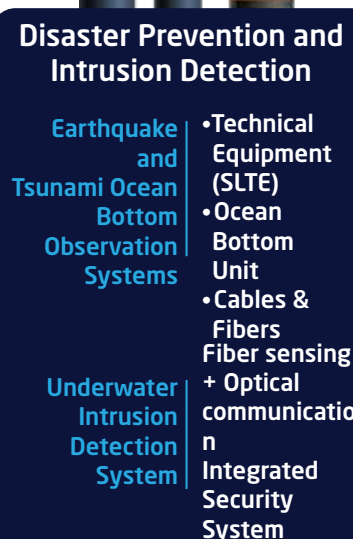 Disaster Prevention and
Intrusion Detection
Earthquake
and
Tsunami Ocean
Bottom
Observation
Systems
•Technical
Equipment
(SLTE)
•Ocean
Bottom
Unit
•Cables &
Fibers
Underwater
Intrusion
Detection
System
Fiber sensing
+ Optical
communicatio
n
Integrated
Security
System